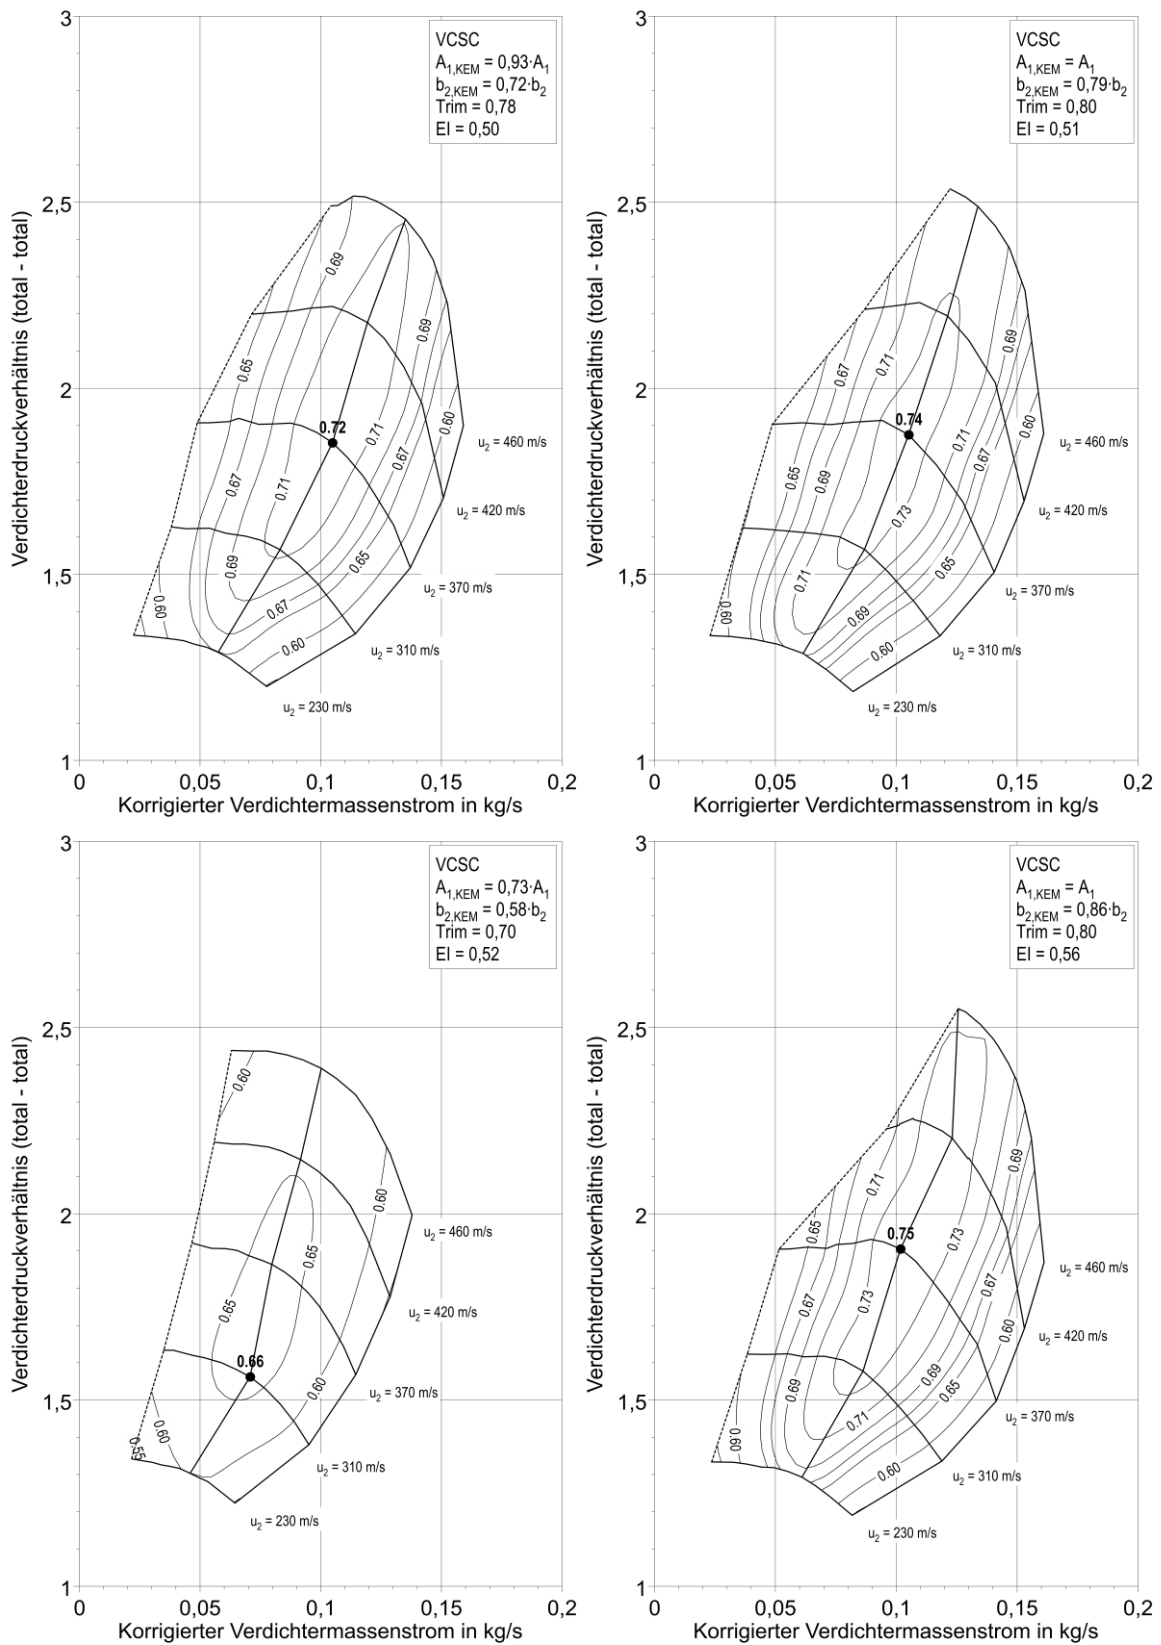 3
2,5
2
1,5
1
Verdichterdruckverhältnis (total - total)
VCSC
A1,KEM = 0,93·A1
b2,KEM = 0,72·b2
Trim = 0,78
EI = 0,50
0.69
0.69
0.65
0.72
0.60
0.71
u2 = 460 m/s
0.67
0.67
0.71
u2 = 420 m/s
0.69
0.65
u2 = 370 m/s
0.60
0.67
0.60
u2 = 310 m/s
u2 = 230 m/s
0
0,05
0,1
0,15
0,2
Korrigierter Verdichtermassenstrom in kg/s
3
2,5
2
1,5
1
Verdichterdruckverhältnis (total - total)
VCSC
A1,KEM = A1
b2,KEM = 0,79·b2
Trim = 0,80
EI = 0,51
0.69
0.71
0.67
0.74
0.60
0.71
u2 = 460 m/s
0.67
0.65
0.69
0.73
u2 = 420 m/s
0.65
0.71
u2 = 370 m/s
0.60
0.69
0.60
u2 = 310 m/s
u2 = 230 m/s
0
0,05
0,1
0,15
0,2
Korrigierter Verdichtermassenstrom in kg/s
3
2,5
2
1,5
1
Verdichterdruckverhältnis (total - total)
VCSC
A1,KEM = 0,73·A1
b2,KEM = 0,58·b2
Trim = 0,70
EI = 0,52
0.60
0.60
u2 = 460 m/s
0.65
0.65
u2 = 420 m/s
0.66
0.60
u2 = 370 m/s
0.60
0.55
u2 = 310 m/s
u2 = 230 m/s
0
0,05
0,1
0,15
0,2
Korrigierter Verdichtermassenstrom in kg/s
3
2,5
2
1,5
1
Verdichterdruckverhältnis (total - total)
VCSC
A1,KEM = A1
b2,KEM = 0,86·b2
Trim = 0,80
EI = 0,56
0.69
0.71
0.65
0.75
0.73
u2 = 460 m/s
0.67
0.67
0.73
0.60
u2 = 420 m/s
0.69
0.69
0.65
u2 = 370 m/s
0.71
0.60
0.60
u2 = 310 m/s
u2 = 230 m/s
0
0,05
0,1
0,15
0,2
Korrigierter Verdichtermassenstrom in kg/s